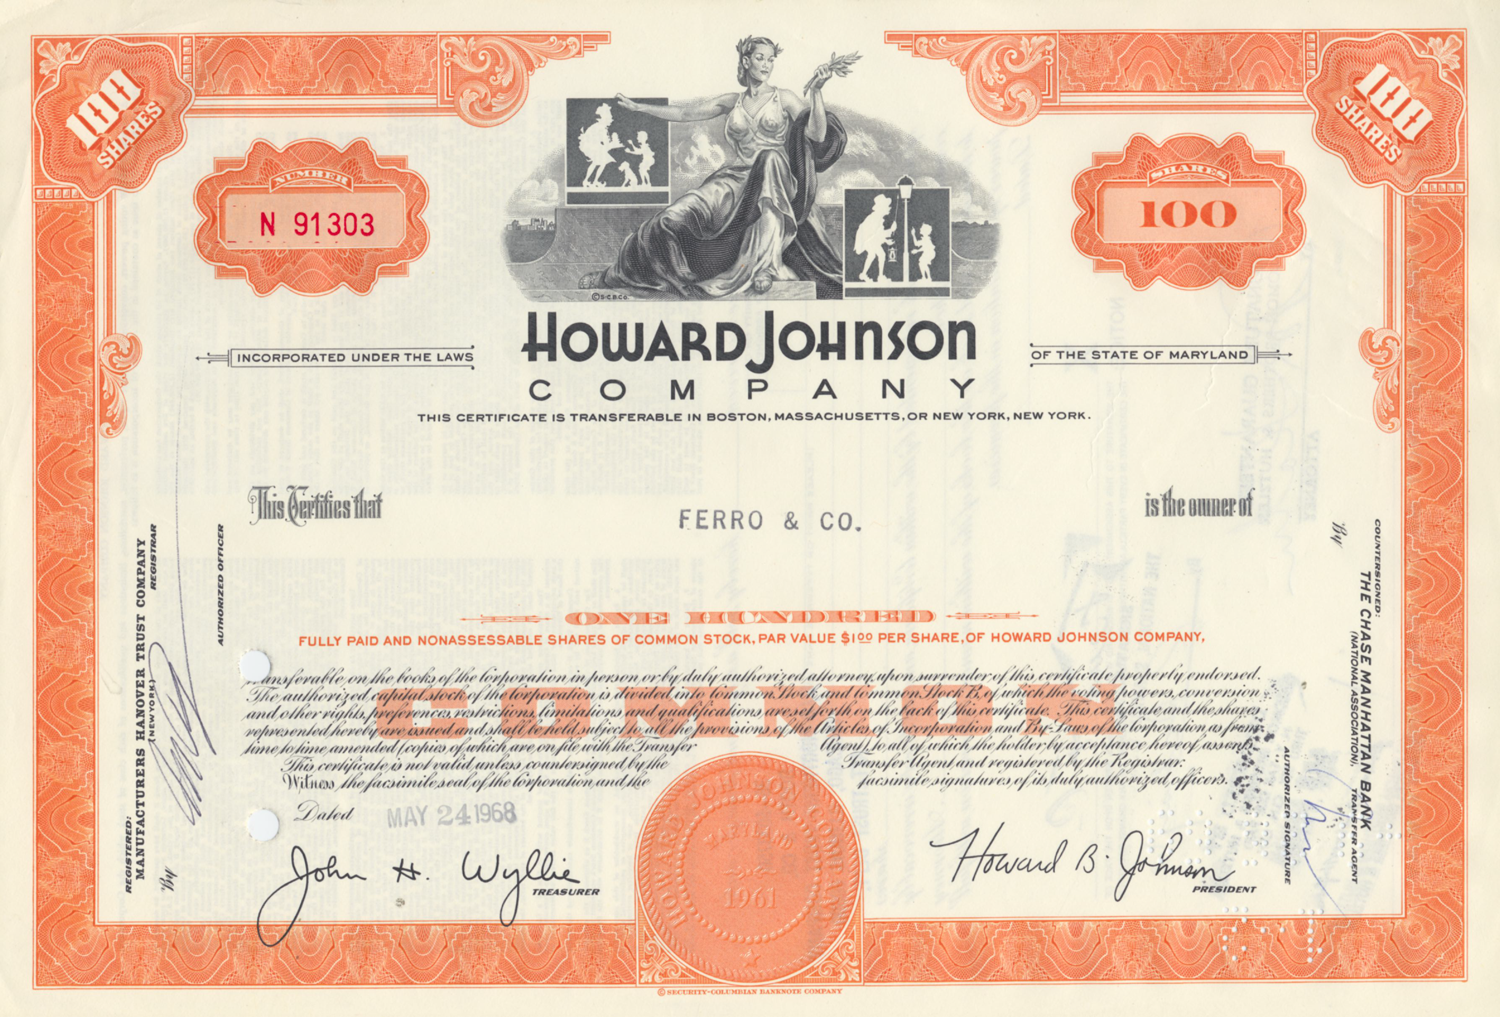 100 SHARES
100 SHARES
NUMBER
N 91303
SHARES
100
©S-C.B.Co.
HOWARD JOHNSON
COMPANY
INCORPORATED UNDER THE LAWS
OF THE STATE OF MARYLAND
THIS CERTIFICATE IS TRANSFERABLE IN BOSTON, MASSACHUSETTS, OR NEW YORK, NEW YORK.
This Certifies that
FERRO & CO.
is the owner of
ONE HUNDRED
FULLY PAID AND NONASSESSABLE SHARES OF COMMON STOCK, PAR VALUE $1.00 PER SHARE, OF HOWARD JOHNSON COMPANY,
ansferable on the books of the Corporation in person or by duly authorized attorney upon surrender of this certificate properly endorsed.
The authorized capital stock of the Corporation is divided into Common Stock and Common Stock B, of which the voting powers, conversion
and other rights, preferences, restrictions, limitations and qualifications are set forth on the back of this certificate. This certificate and the shares
represented hereby are issued and shall be held subject to all the provisions of the Articles of Incorporation and By-Laws of the Corporation as from
time to time amended (copies of which are on file with the Transfer Agent), to all of which the holder by acceptance hereof assents.
This certificate is not valid unless countersigned by the Transfer Agent and registered by the Registrar.
Witness the facsimile seal of the Corporation and the facsimile signatures of its duly authorized officers.
COMMON
Dated MAY 24 1968
John H. Wyllie
TREASURER
Howard B. Johnson
PRESIDENT
HOWARD JOHNSON COMPANY
MARYLAND
1961
REGISTERED:
MANUFACTURERS HANOVER TRUST COMPANY
(NEW YORK)
REGISTRAR
By
AUTHORIZED OFFICER
COUNTERSIGNED:
THE CHASE MANHATTAN BANK
(NATIONAL ASSOCIATION),
TRANSFER AGENT
By
AUTHORIZED SIGNATURE
© SECURITY-COLUMBIAN BANKNOTE COMPANY